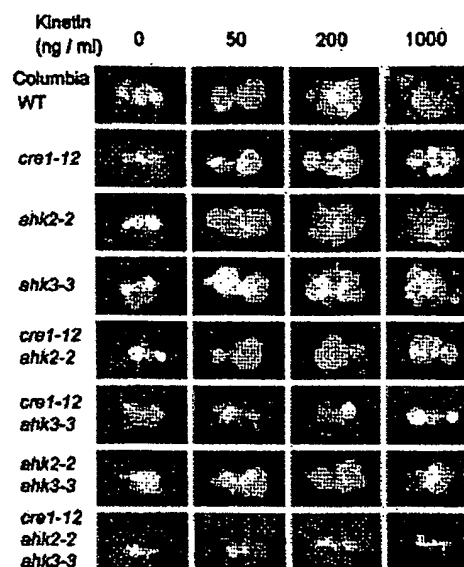 Kinetin
(ng / ml) 0 50 200 1000
Columbia
WT
cre1-12
ahk2-2
ahk3-3
cre1-12
ahk2-2
cre1-12
ahk3-3
ahk2-2
ahk3-3
cre1-12
ahk2-2
ahk3-3